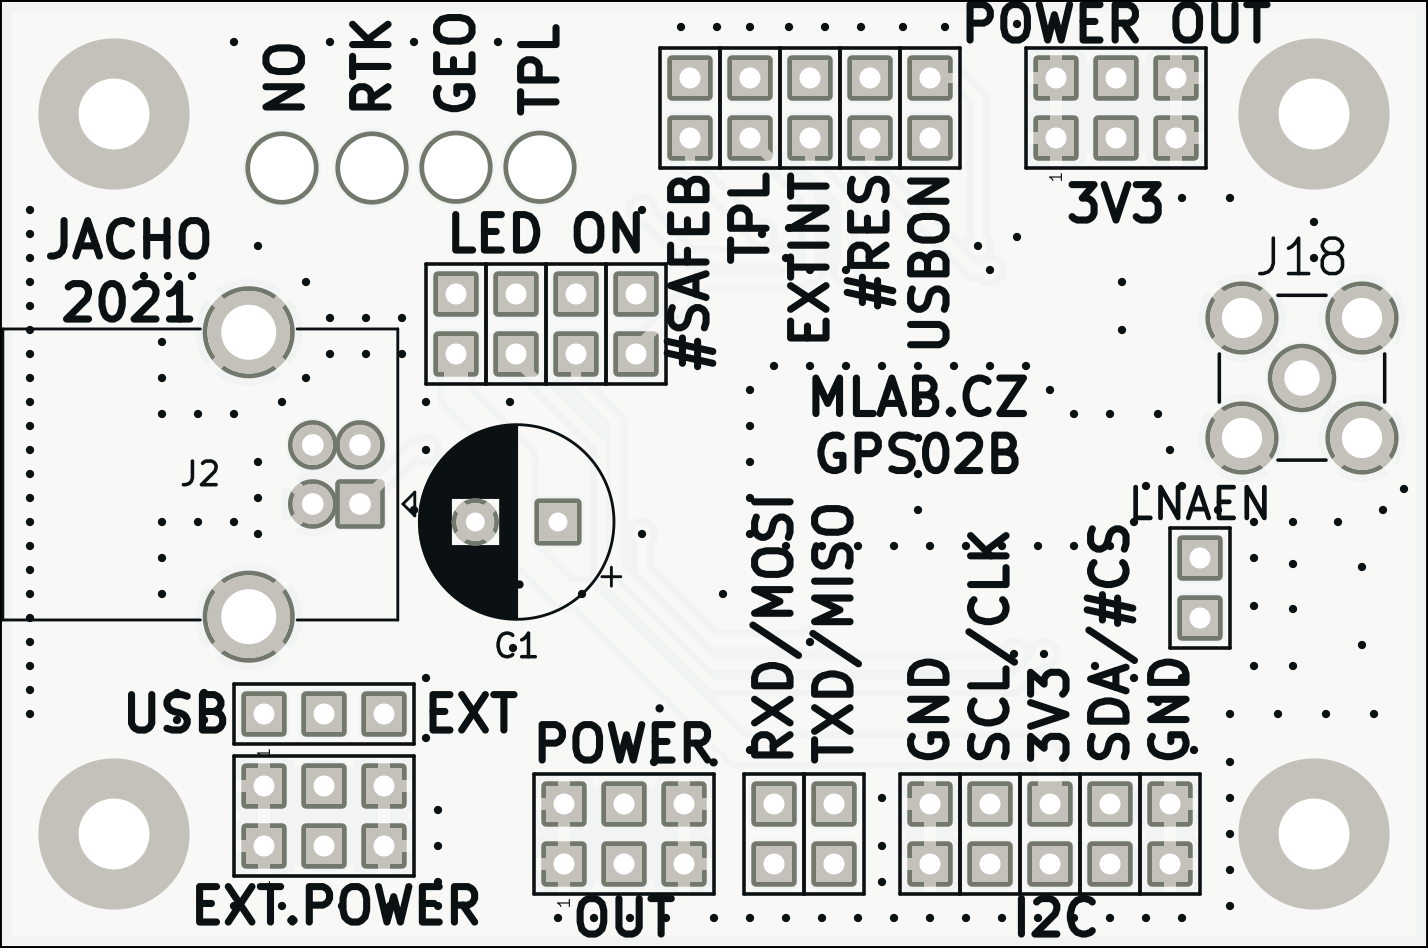 NO
RTK
GEO
TPL
POWER OUT
JACHO
2021
LED ON
#SAFEB
TPL
EXTINT
#RES
USBON
1
3V3
J18
MLAB.CZ
GPS02B
J2
LNAEN
+
C1
RXD/MOSI
TXD/MISO
GND
SCL/CLK
3V3
SDA/#CS
GND
USB
EXT
1
POWER
EXT.POWER
1
OUT
I2C